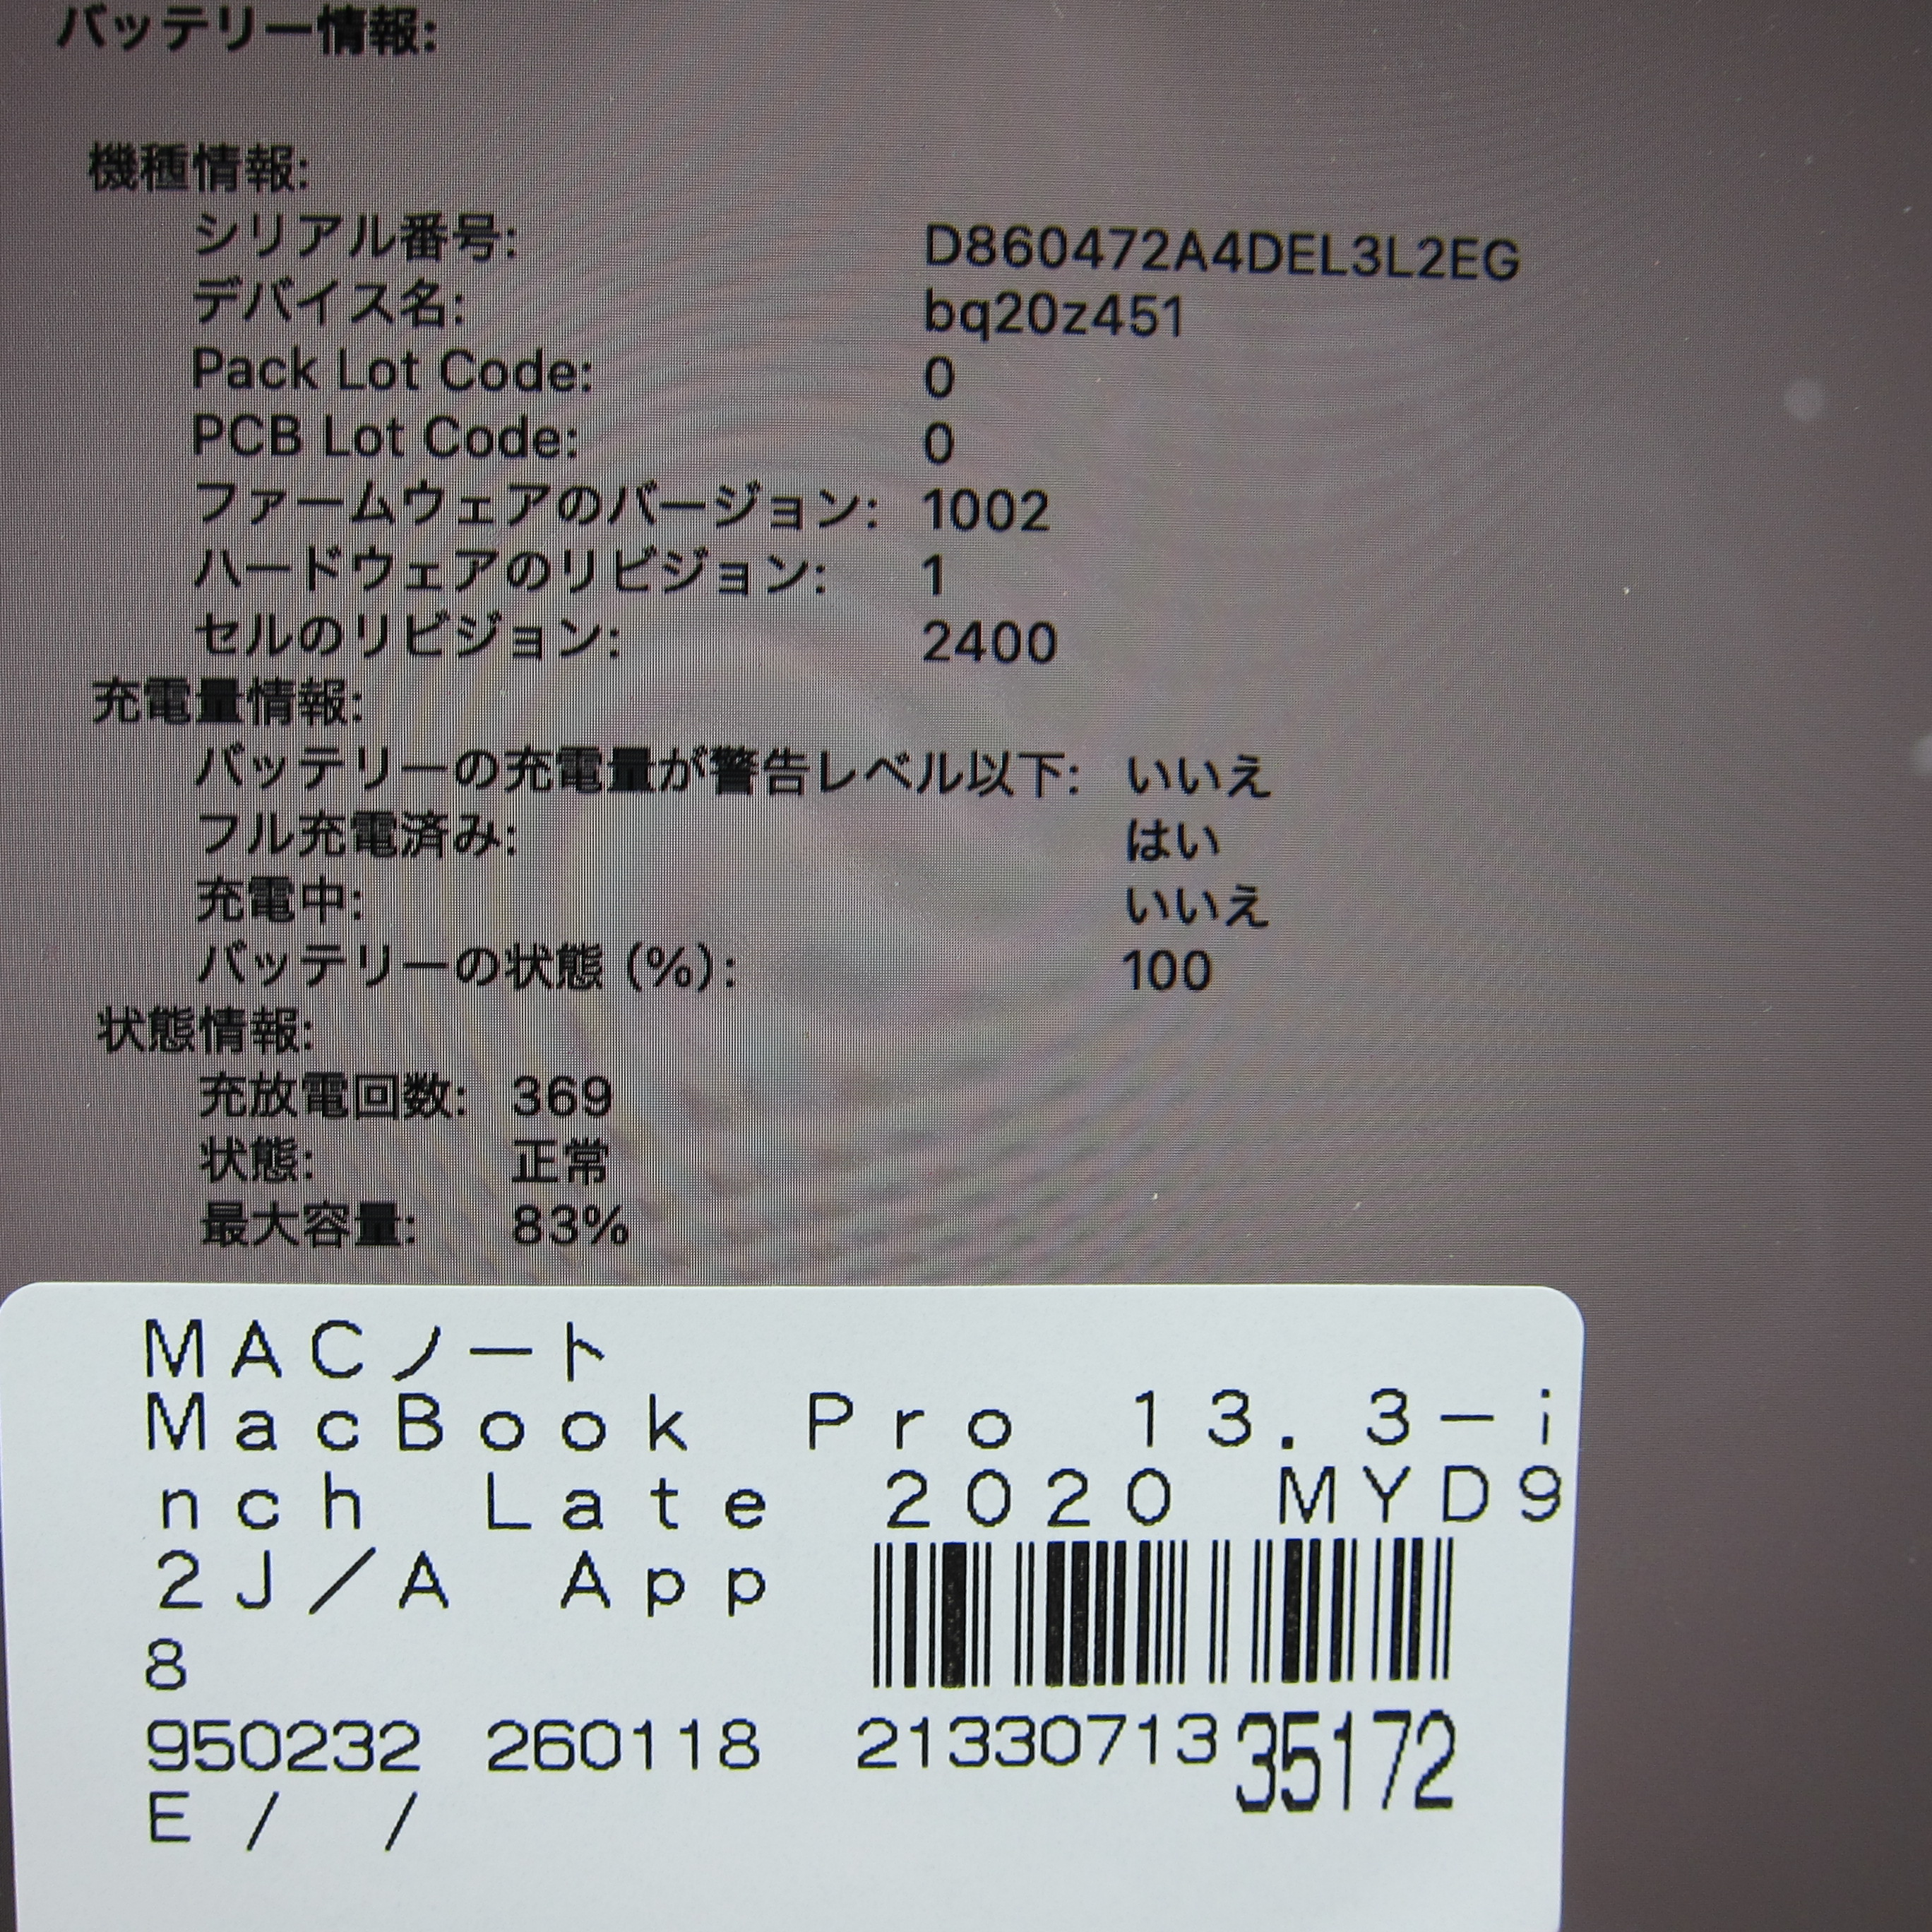 バッテリー情報:
機種情報:
シリアル番号: D860472A4DEL3L2EG
デバイス名: bq20z451
Pack Lot Code: 0
PCB Lot Code: 0
ファームウェアのバージョン: 1002
ハードウェアのリビジョン: 1
セルのリビジョン: 2400
充電量情報:
バッテリーの充電量が警告レベル以下: いいえ
フル充電済み: はい
充電中: いいえ
バッテリーの状態 (%): 100
状態情報:
充放電回数: 369
状態: 正常
最大容量: 83%
MACノート
MacBook Pro 13.3-i
nch Late 2020 MYD9
2J/A App
8
950232 260118 2133071335172
E / /